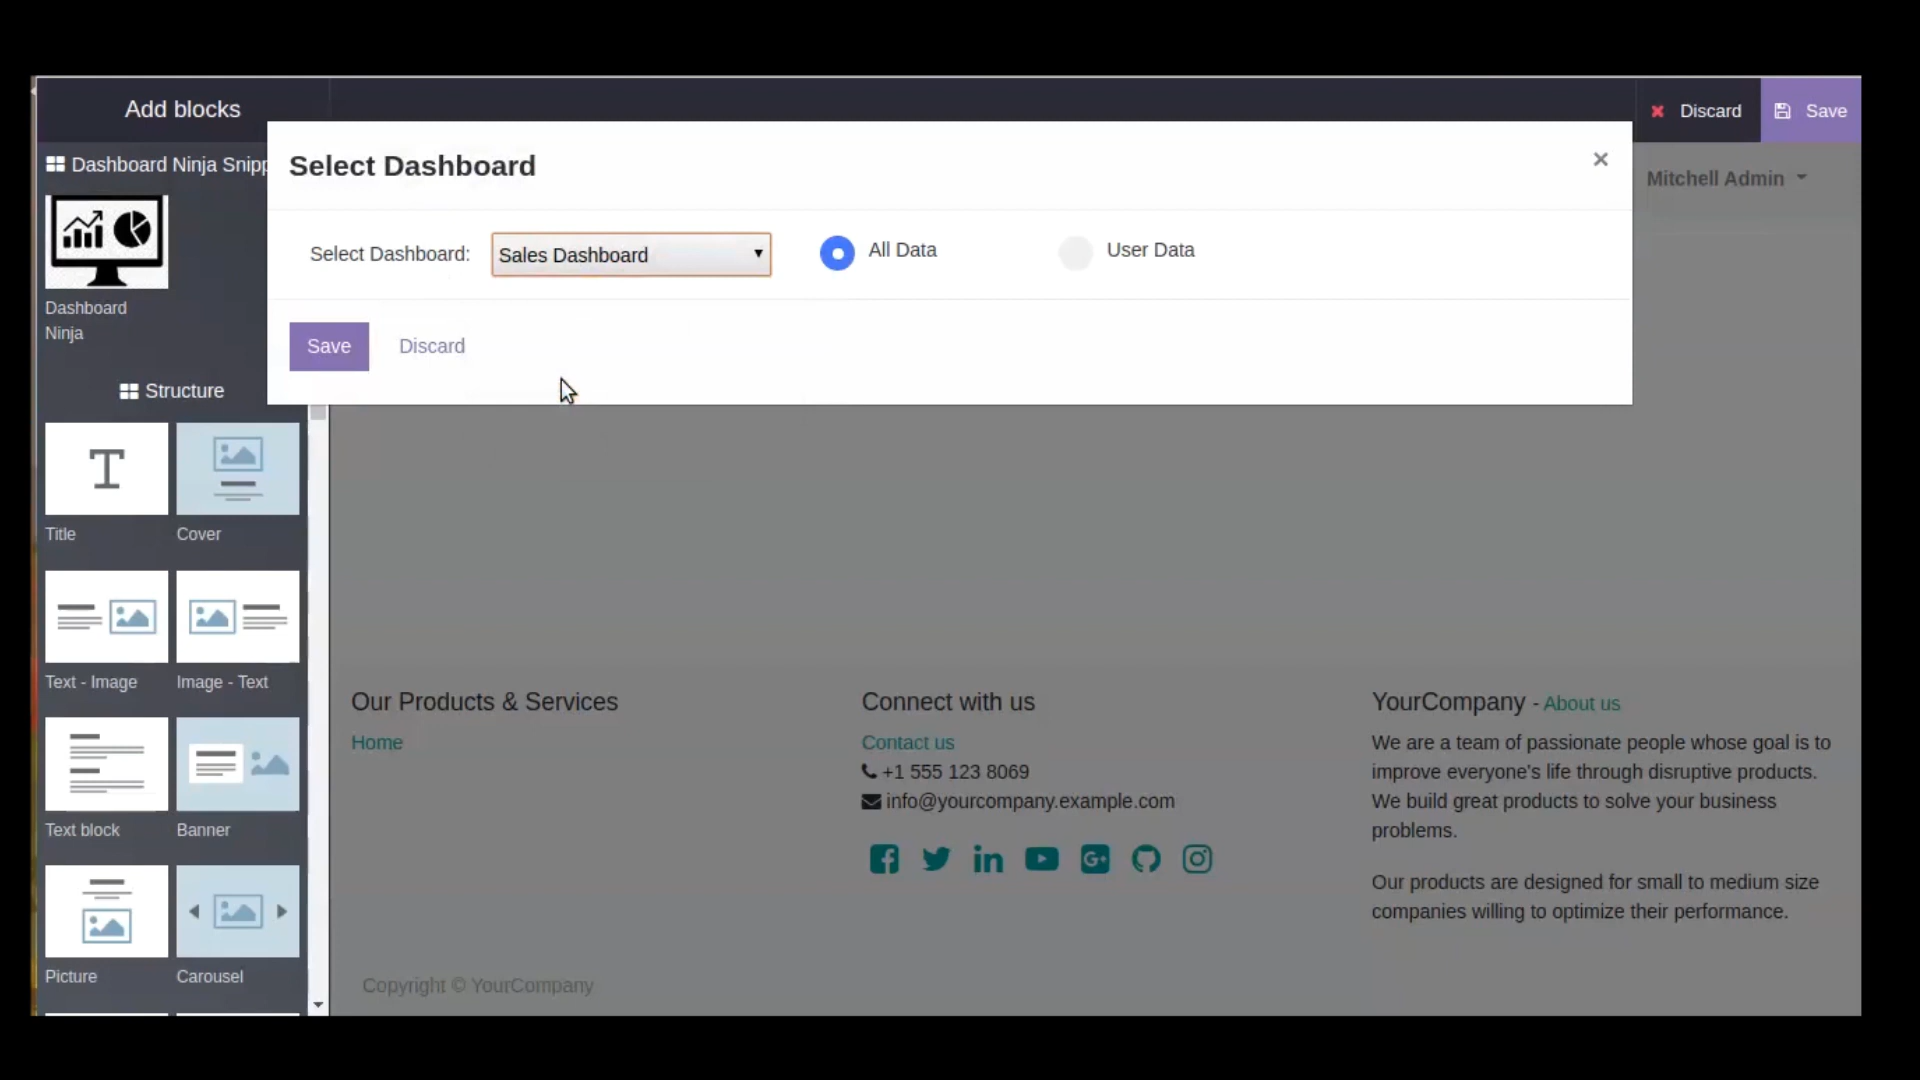 Add blocks
Discard
Save
Dashboard Ninja Snipp
Select Dashboard
×
Mitchell Admin
Select Dashboard:
Sales Dashboard
All Data
User Data
Dashboard
Ninja
Save
Discard
Structure
Title
Cover
Text - Image
Image - Text
Text block
Banner
Picture
Carousel
Our Products & Services
Home
Connect with us
Contact us
+1 555 123 8069
info@yourcompany.example.com
YourCompany - About us
We are a team of passionate people whose goal is to
improve everyone's life through disruptive products.
We build great products to solve your business
problems.
Our products are designed for small to medium size
companies willing to optimize their performance.
Copyright © YourCompany